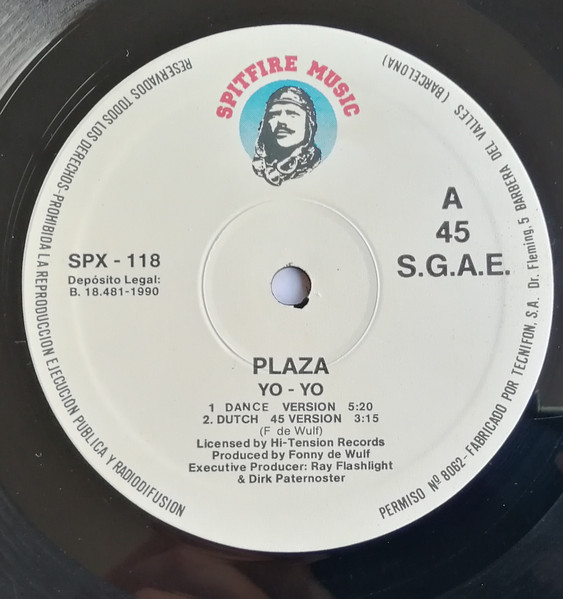 SPITFIRE MUSIC
RESERVADOS TODOS LOS DERECHOS-PROHIBIDA LA REPRODUCCION EJECUCION PUBLICA Y RADIODIFUSION
PERMISO Nº 8062-FABRICADO POR TECNIFON, S.A. Dr. Fleming, 5 BARBERA DEL VALLES (BARCELONA)
A
45
S.G.A.E.
SPX - 118
Depósito Legal:
B. 18.481-1990
PLAZA
YO - YO
1 DANCE VERSION 5:20
2. DUTCH 45 VERSION 3:15
(F de Wulf)
Licensed by Hi-Tension Records
Produced by Fonny de Wulf
Executive Producer: Ray Flashlight
& Dirk Paternoster